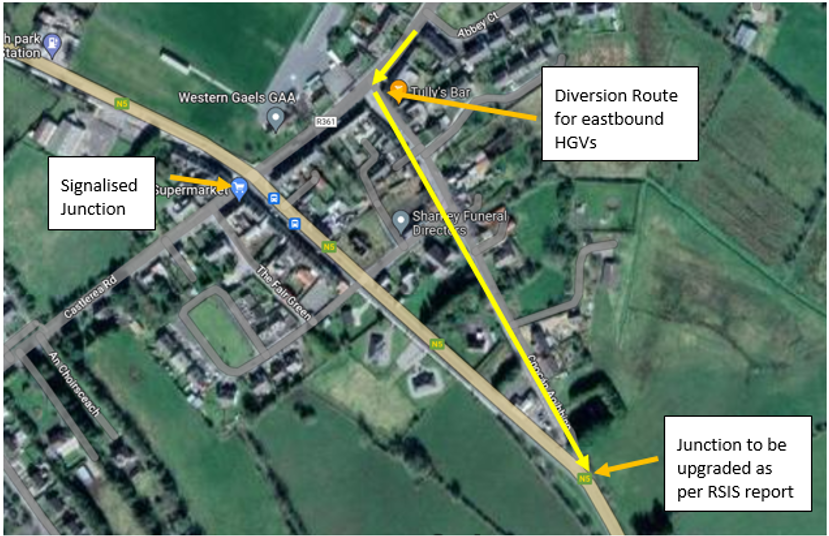 h park
Station
Abbey Ct
N5
Western Gaels GAA
Tully's Bar
R361
Diversion Route
for eastbound
HGVs
Signalised
Junction
Supermarket
Sharkey Funeral
Directors
N5
The Fair Green
Castlerea Rd
N5
An Choirsceach
Junction to be
upgraded as
per RSIS report
N5